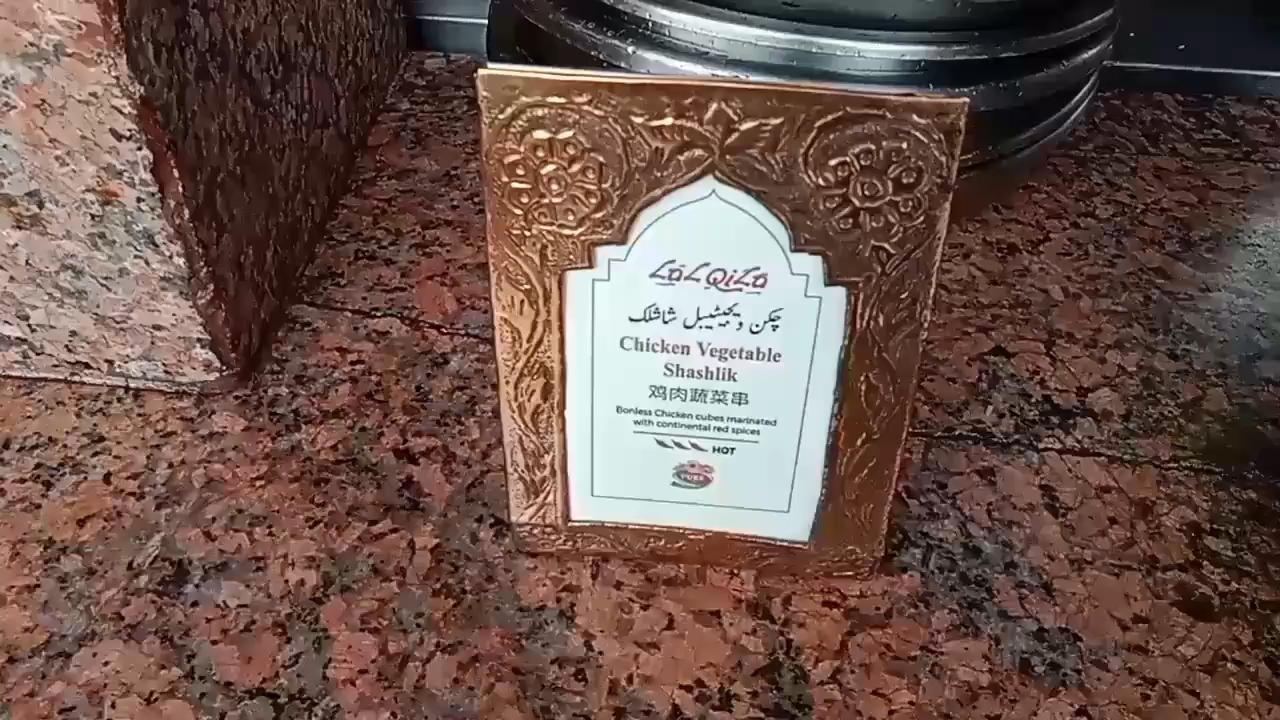 LaL QiLa
چکن ویجیٹیبل شاشلک
Chicken Vegetable
Shashlik
鸡肉蔬菜串
Bonless Chicken cubes marinated
with continental red spices
HOT
PURE